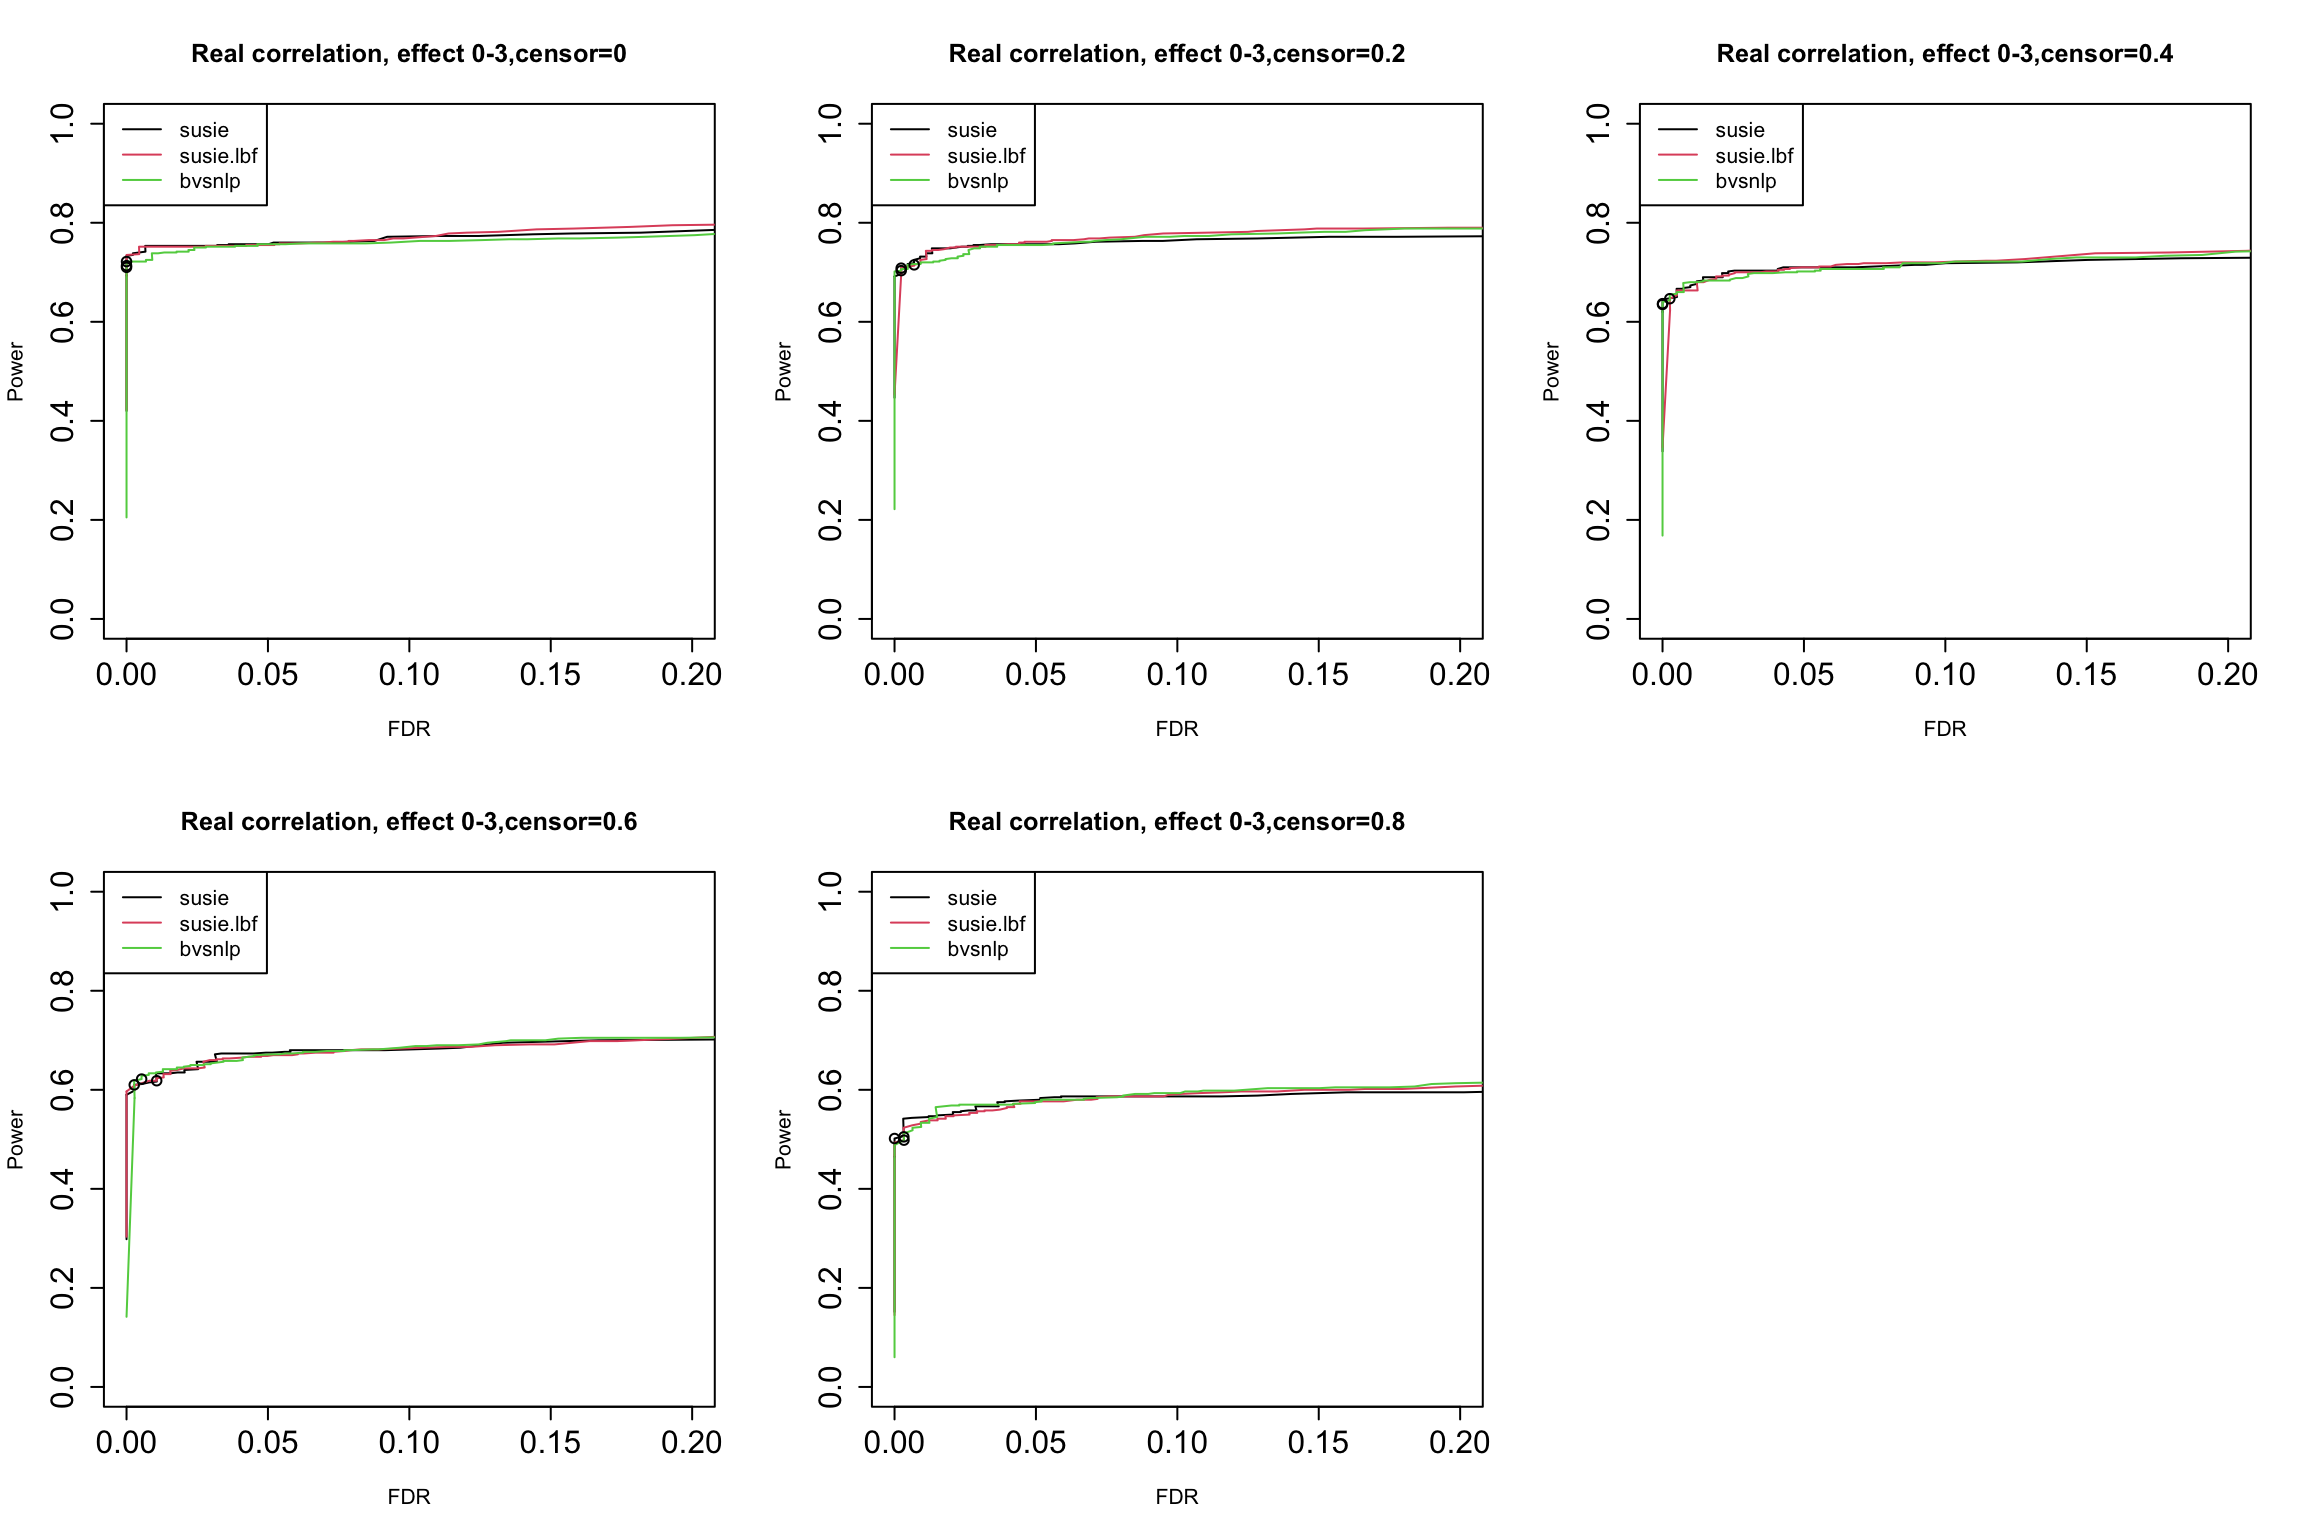 Real correlation, effect 0-3,censor=0
susie
susie.lbf
bvsnlp
Power
0.0 0.2 0.4 0.6 0.8 1.0
0.00 0.05 0.10 0.15 0.20
FDR
Real correlation, effect 0-3,censor=0.2
susie
susie.lbf
bvsnlp
Power
0.0 0.2 0.4 0.6 0.8 1.0
0.00 0.05 0.10 0.15 0.20
FDR
Real correlation, effect 0-3,censor=0.4
susie
susie.lbf
bvsnlp
Power
0.0 0.2 0.4 0.6 0.8 1.0
0.00 0.05 0.10 0.15 0.20
FDR
Real correlation, effect 0-3,censor=0.6
susie
susie.lbf
bvsnlp
Power
0.0 0.2 0.4 0.6 0.8 1.0
0.00 0.05 0.10 0.15 0.20
FDR
Real correlation, effect 0-3,censor=0.8
susie
susie.lbf
bvsnlp
Power
0.0 0.2 0.4 0.6 0.8 1.0
0.00 0.05 0.10 0.15 0.20
FDR